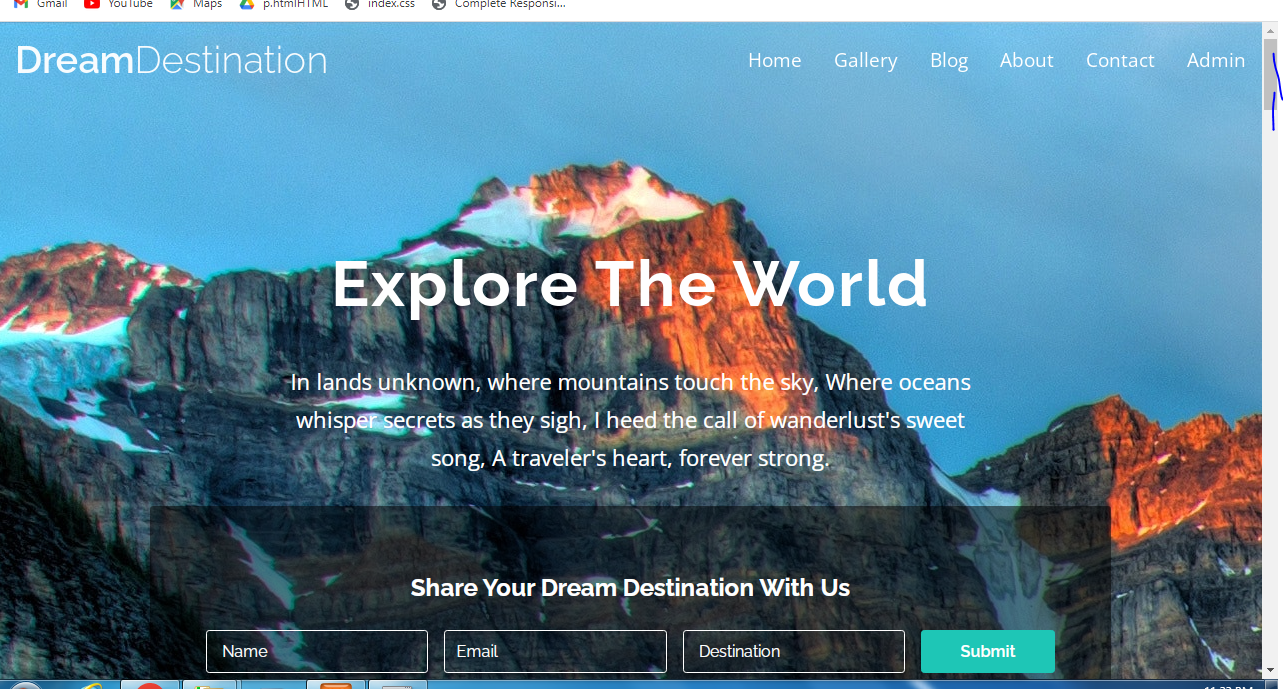 Gmail YouTube Maps p.htmlHTML index.css Complete Responsi...
DreamDestination Home Gallery Blog About Contact Admin
Explore The World
In lands unknown, where mountains touch the sky, Where oceans
whisper secrets as they sigh, I heed the call of wanderlust's sweet
song, A traveler's heart, forever strong.
Share Your Dream Destination With Us
Name Email Destination Submit